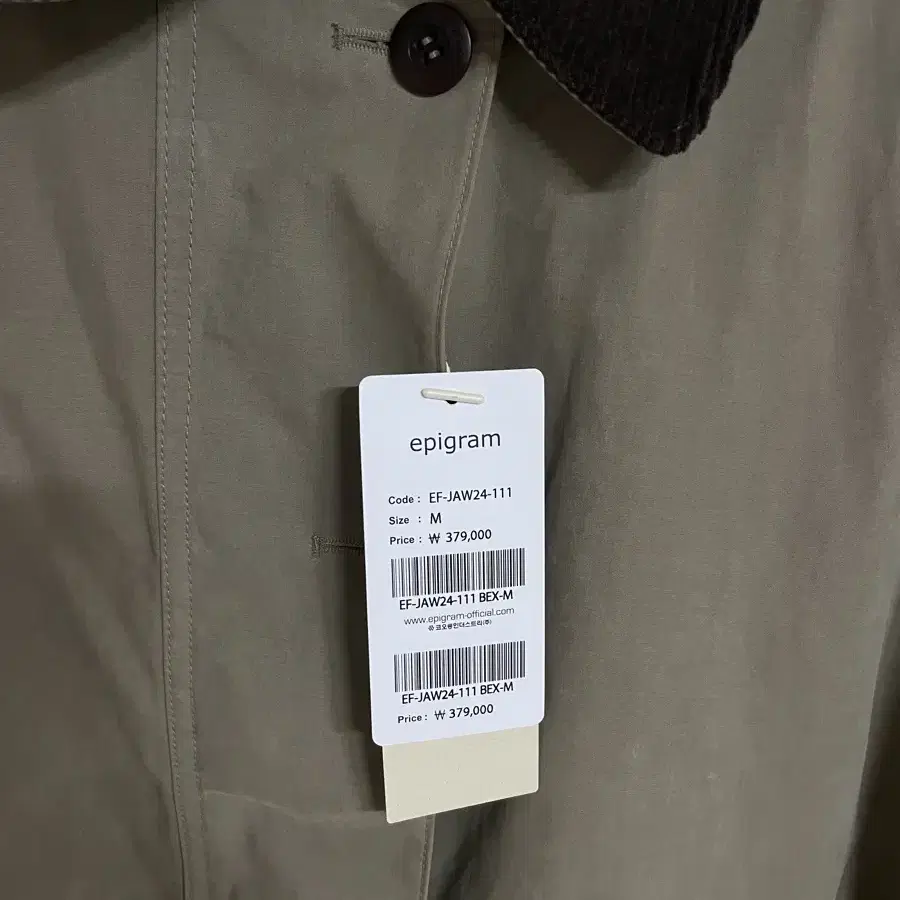 epigram
Code : EF-JAW24-111
Size : M
Price : ₩ 379,000
EF-JAW24-111 BEX-M
www.epigram-official.com
코오롱인더스트리(주)
EF-JAW24-111 BEX-M
Price : ₩ 379,000